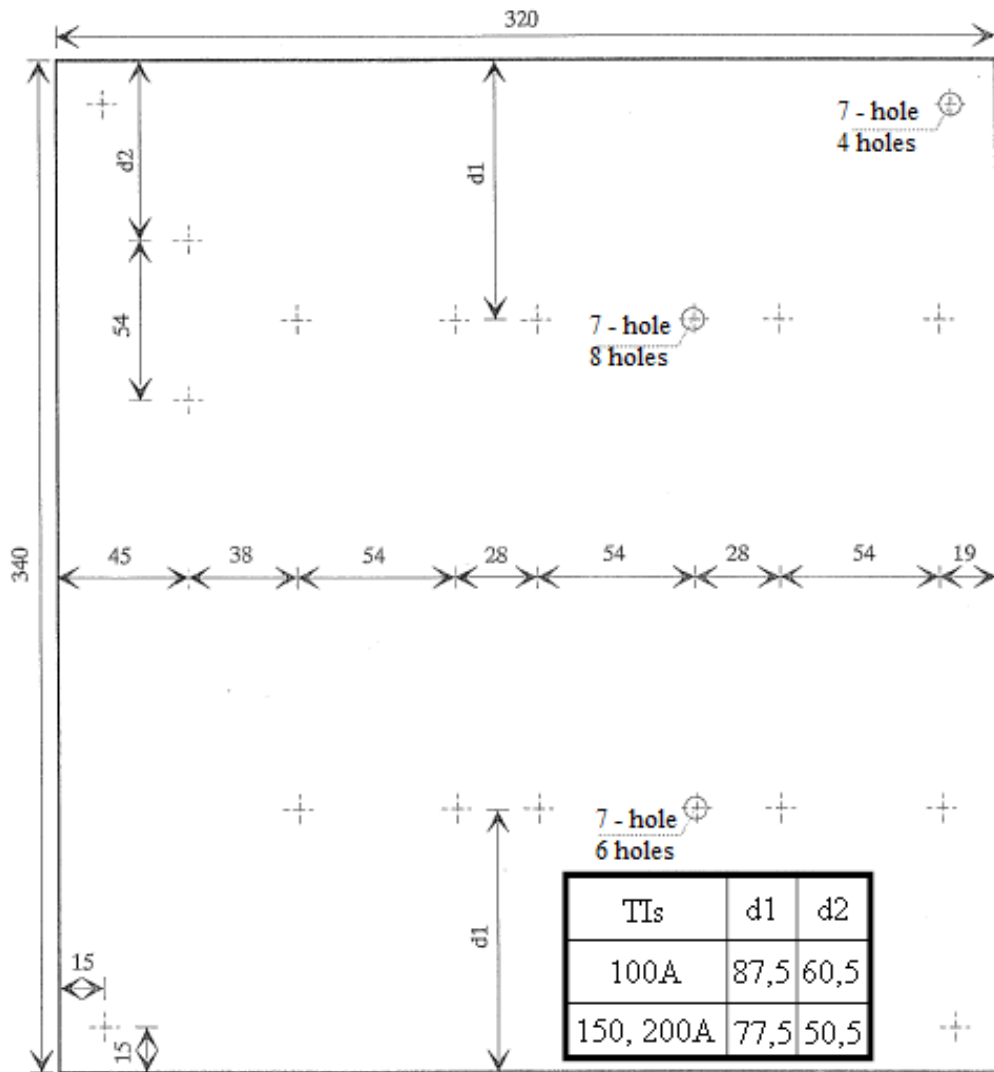 320
7 - hole
4 holes
d2
d1
54
7 - hole
8 holes
340
45 38 54 28 54 28 54 19
7 - hole
6 holes
d1
TIs d1 d2
100A 87,5 60,5
150, 200A 77,5 50,5
15
15